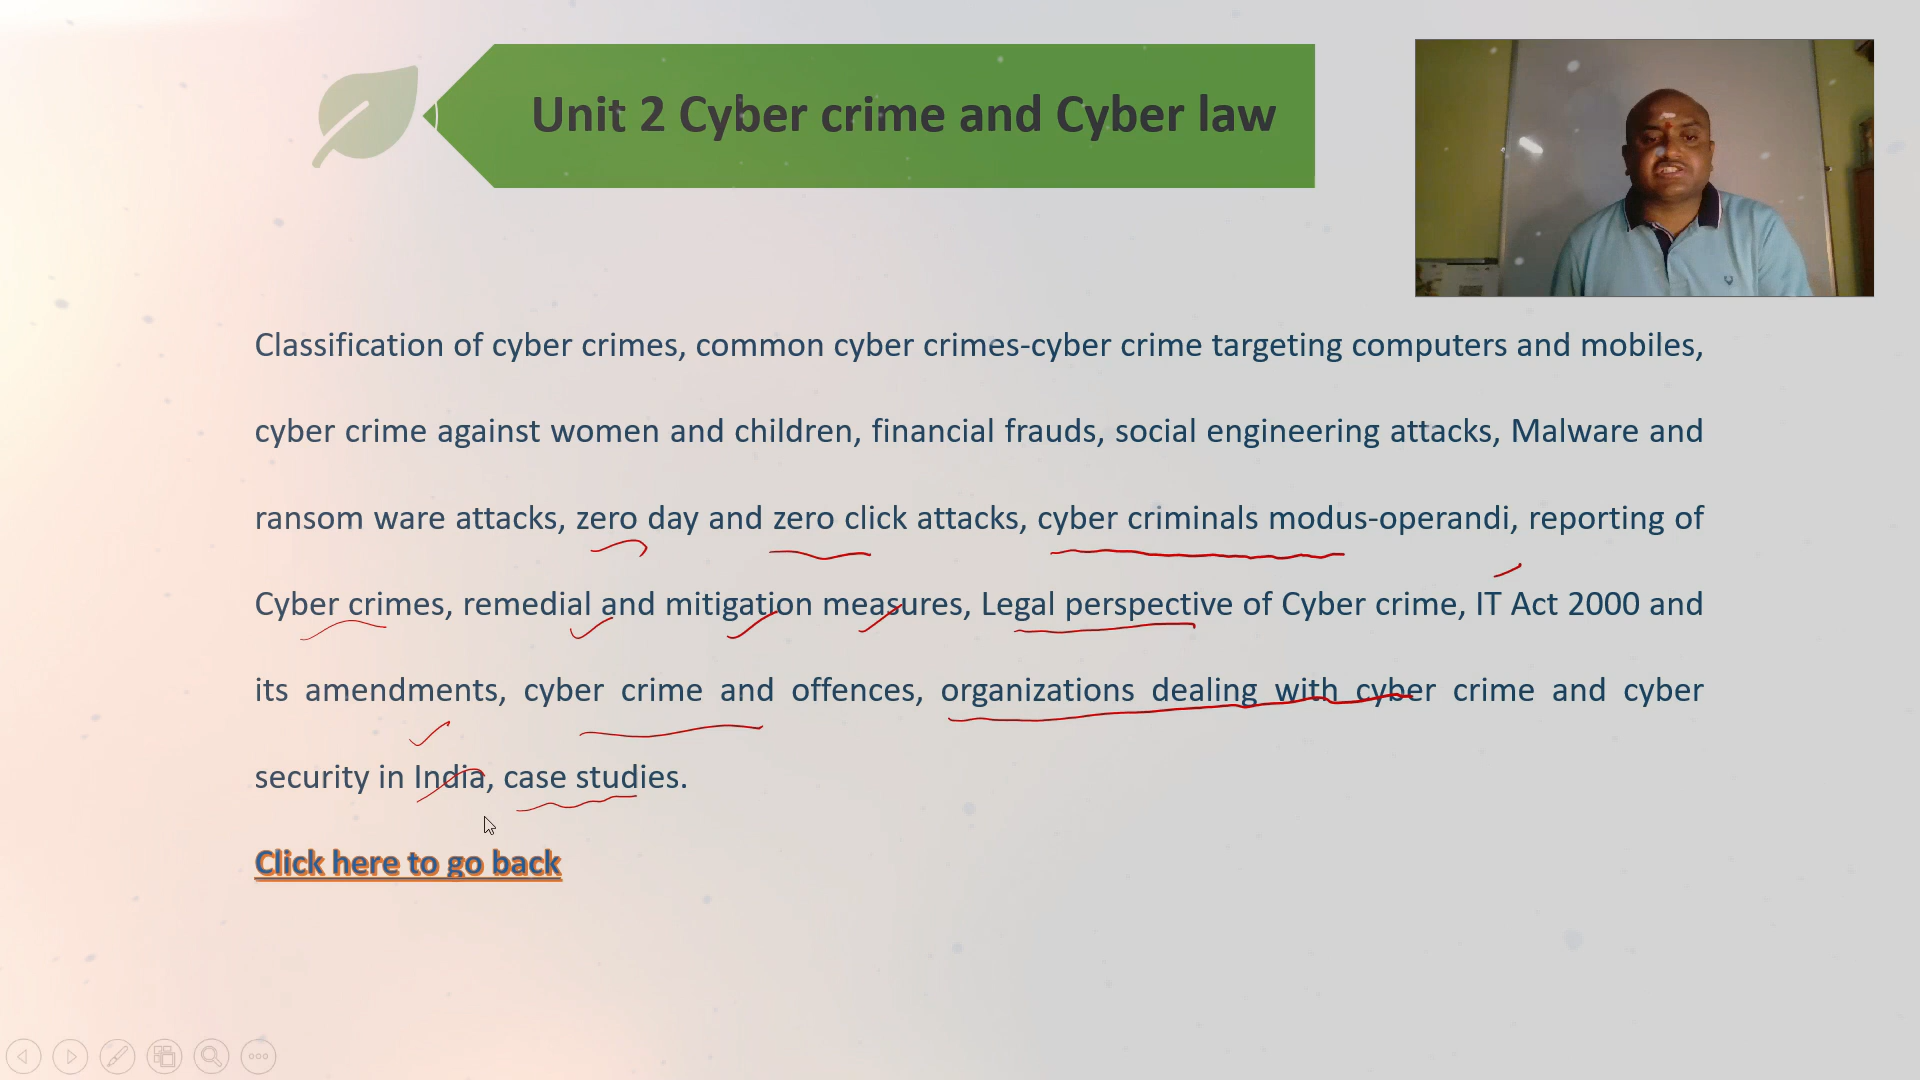 Unit 2 Cyber crime and Cyber law
Classification of cyber crimes, common cyber crimes-cyber crime targeting computers and mobiles,
cyber crime against women and children, financial frauds, social engineering attacks, Malware and
ransom ware attacks, zero day and zero click attacks, cyber criminals modus-operandi, reporting of
Cyber crimes, remedial and mitigation measures, Legal perspective of Cyber crime, IT Act 2000 and
its amendments, cyber crime and offences, organizations dealing with cyber crime and cyber
security in India, case studies.
Click here to go back